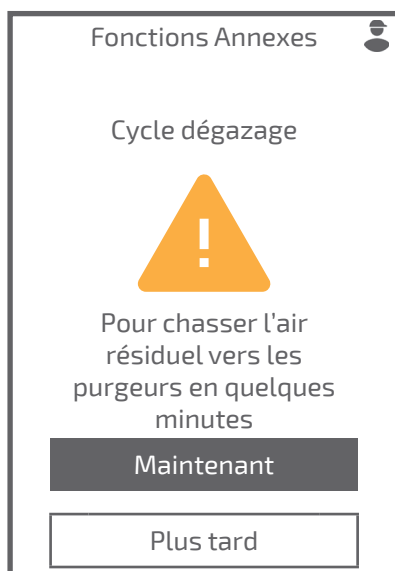 Fonctions Annexes
Cycle dégazage
!
Pour chasser l’air
résiduel vers les
purgeurs en quelques
minutes
Maintenant
Plus tard